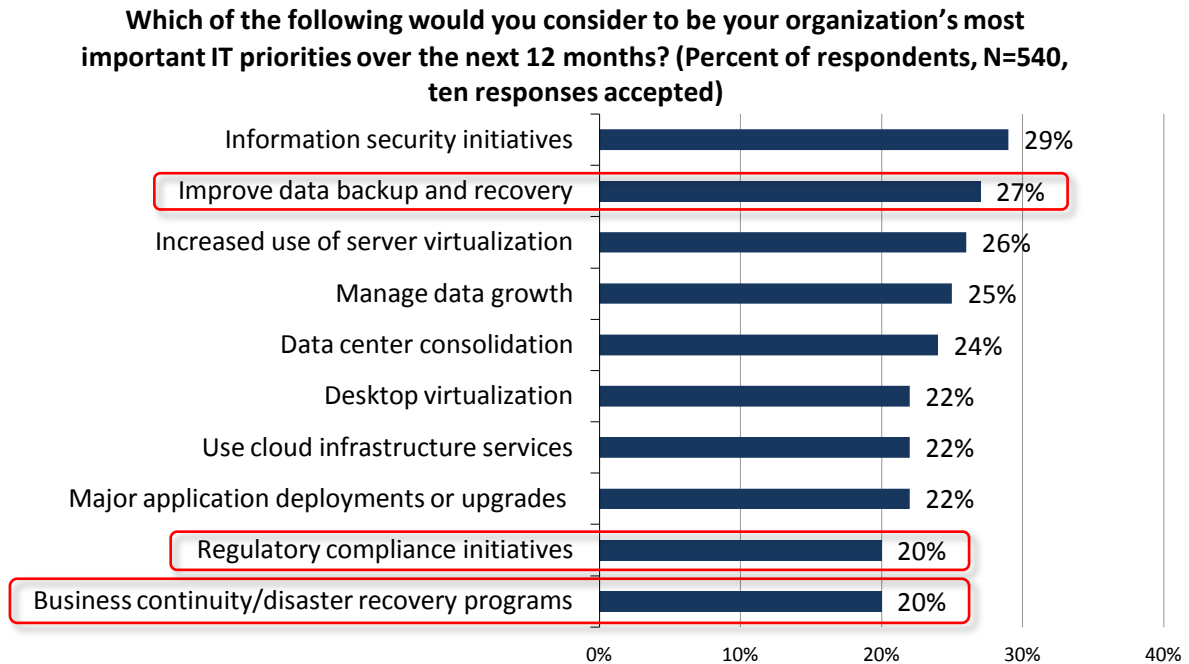 Which of the following would you consider to be your organization’s most
important IT priorities over the next 12 months? (Percent of respondents, N=540,
ten responses accepted)
Information security initiatives 29%
Improve data backup and recovery 27%
Increased use of server virtualization 26%
Manage data growth 25%
Data center consolidation 24%
Desktop virtualization 22%
Use cloud infrastructure services 22%
Major application deployments or upgrades 22%
Regulatory compliance initiatives 20%
Business continuity/disaster recovery programs 20%
0% 10% 20% 30% 40%